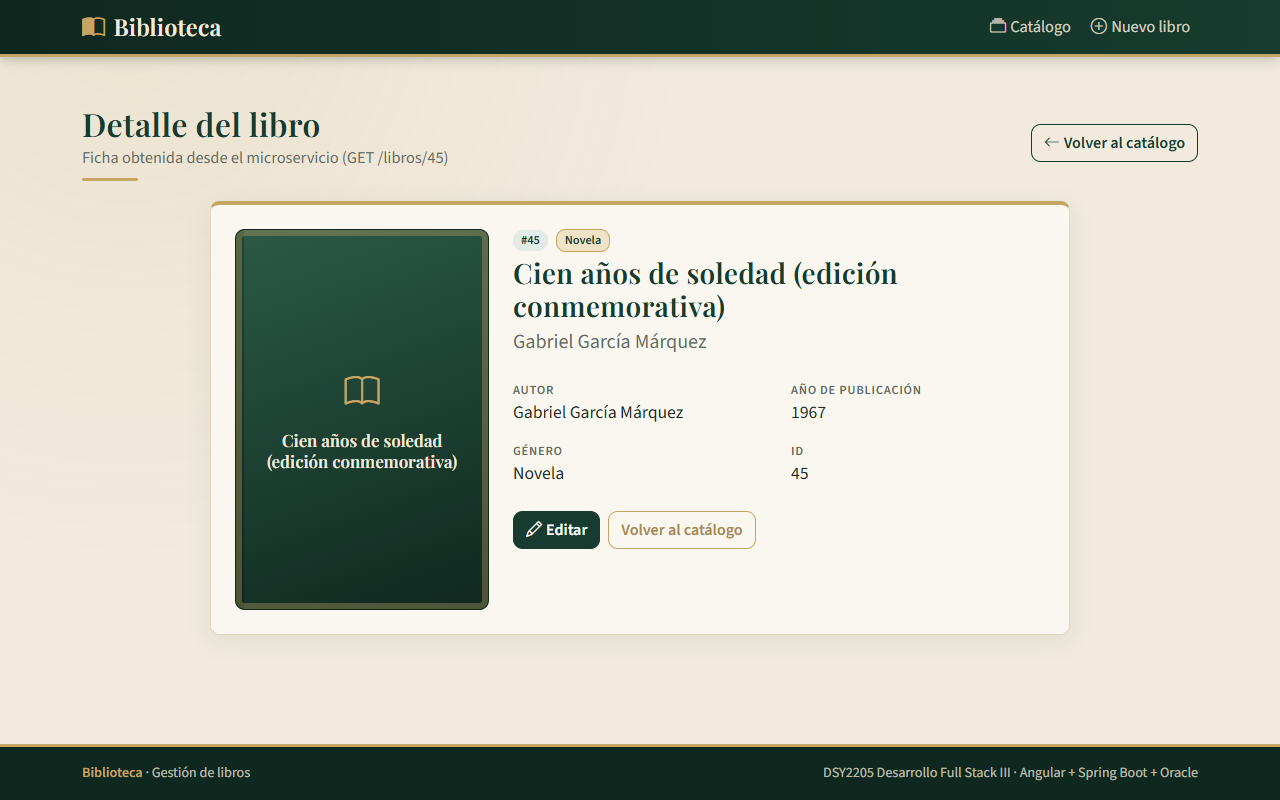 Biblioteca
Catálogo
Nuevo libro
Detalle del libro
Ficha obtenida desde el microservicio (GET /libros/45)
Volver al catálogo
Cien años de soledad
(edición conmemorativa)
#45
Novela
Cien años de soledad (edición
conmemorativa)
Gabriel García Márquez
AUTOR
Gabriel García Márquez
AÑO DE PUBLICACIÓN
1967
GÉNERO
Novela
ID
45
Editar
Volver al catálogo
Biblioteca · Gestión de libros
DSY2205 Desarrollo Full Stack III · Angular + Spring Boot + Oracle